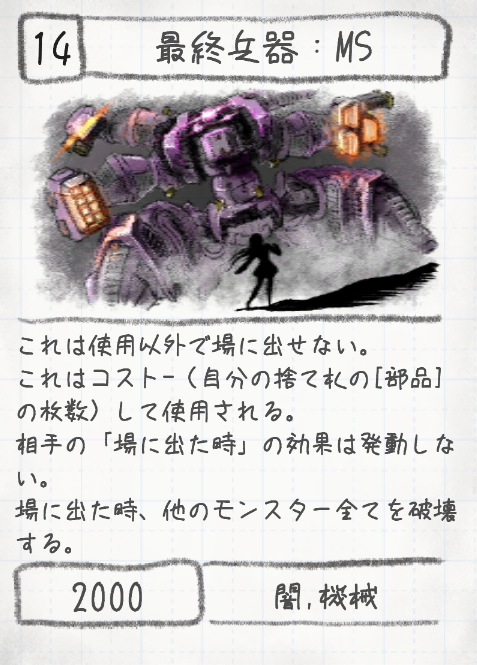 14
最終兵器：MS
これは使用以外で場に出せない。
これはコストー（自分の捨て札の[部品]
の枚数）して使用される。
相手の「場に出た時」の効果は発動しな
い。
場に出た時、他のモンスター全てを破壊
する。
2000
闇,機械